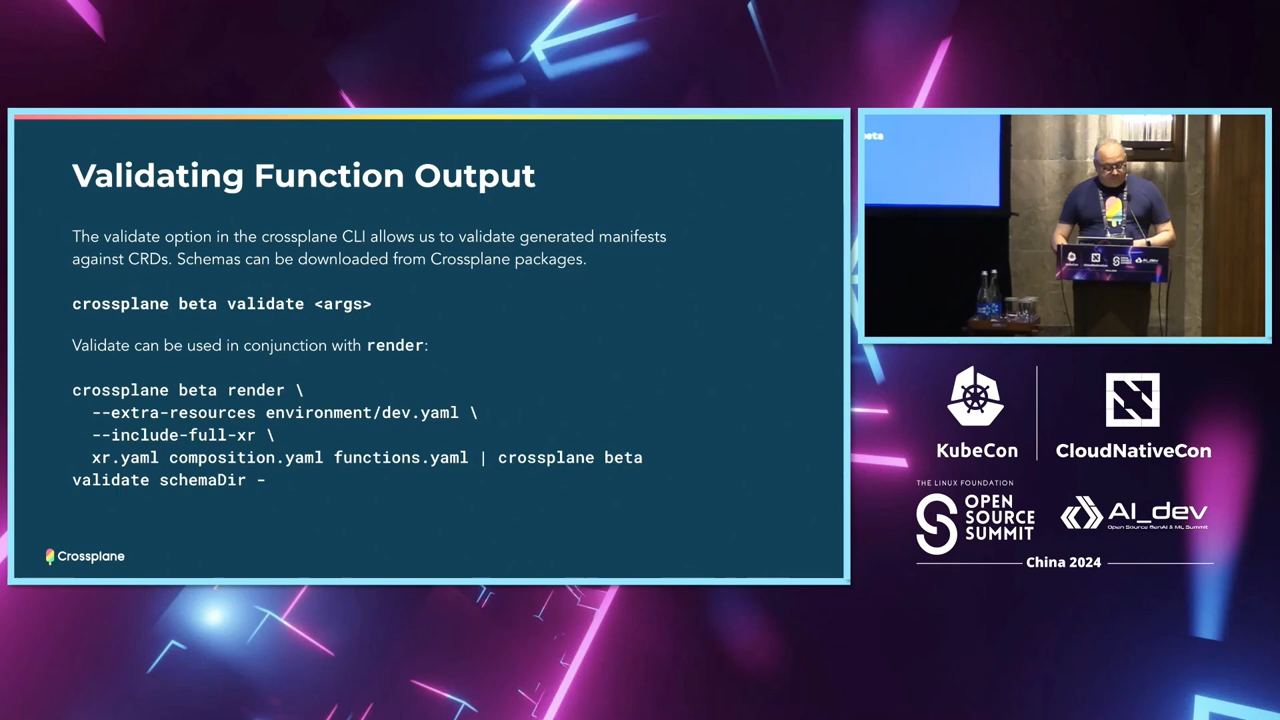 Validating Function Output
The validate option in the crossplane CLI allows us to validate generated manifests
against CRDs. Schemas can be downloaded from Crossplane packages.
crossplane beta validate <args>
Validate can be used in conjunction with render:
crossplane beta render \
--extra-resources environment/dev.yaml \
--include-full-xr \
xr.yaml composition.yaml functions.yaml | crossplane beta
validate schemaDir -
Crossplane
KubeCon
CloudNativeCon
THE LINUX FOUNDATION
OPEN
SOURCE
SUMMIT
AI_dev
Open Source GenAI & ML Summit
China 2024